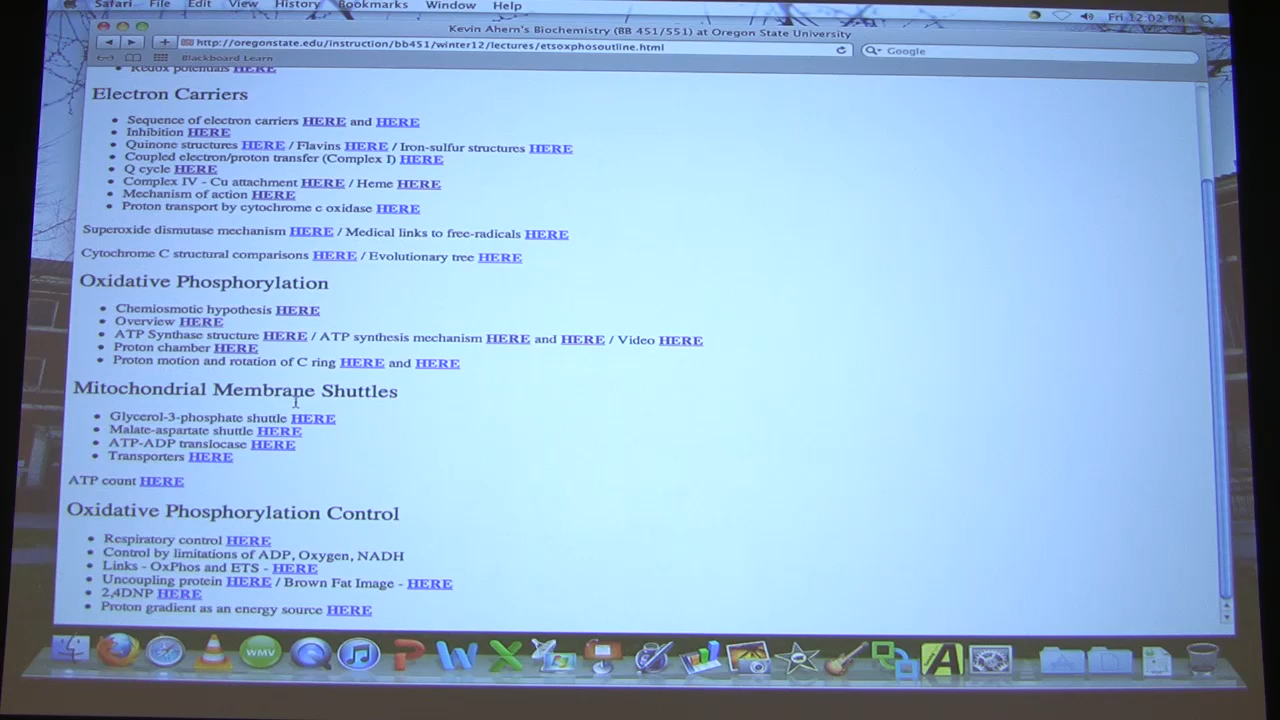 Safari File Edit View History Bookmarks Window Help Fri 12:02 PM
Kevin Ahern's Biochemistry (BB 451/551) at Oregon State University
http://oregonstate.edu/instruction/bb451/winter12/lectures/etsoxphosoutline.html
Google
Blackboard Learn
Redox potentials HERE
Electron Carriers
Sequence of electron carriers HERE and HERE
Inhibition HERE
Quinone structures HERE / Flavins HERE / Iron-sulfur structures HERE
Coupled electron/proton transfer (Complex I) HERE
Q cycle HERE
Complex IV - Cu attachment HERE / Heme HERE
Mechanism of action HERE
Proton transport by cytochrome c oxidase HERE
Superoxide dismutase mechanism HERE / Medical links to free-radicals HERE
Cytochrome C structural comparisons HERE / Evolutionary tree HERE
Oxidative Phosphorylation
Chemiosmotic hypothesis HERE
Overview HERE
ATP Synthase structure HERE / ATP synthesis mechanism HERE and HERE / Video HERE
Proton chamber HERE
Proton motion and rotation of C ring HERE and HERE
Mitochondrial Membrane Shuttles
Glycerol-3-phosphate shuttle HERE
Malate-aspartate shuttle HERE
ATP-ADP translocase HERE
Transporters HERE
ATP count HERE
Oxidative Phosphorylation Control
Respiratory control HERE
Control by limitations of ADP, Oxygen, NADH
Links - OxPhos and ETS - HERE
Uncoupling protein HERE / Brown Fat Image - HERE
2,4DNP HERE
Proton gradient as an energy source HERE
WMV